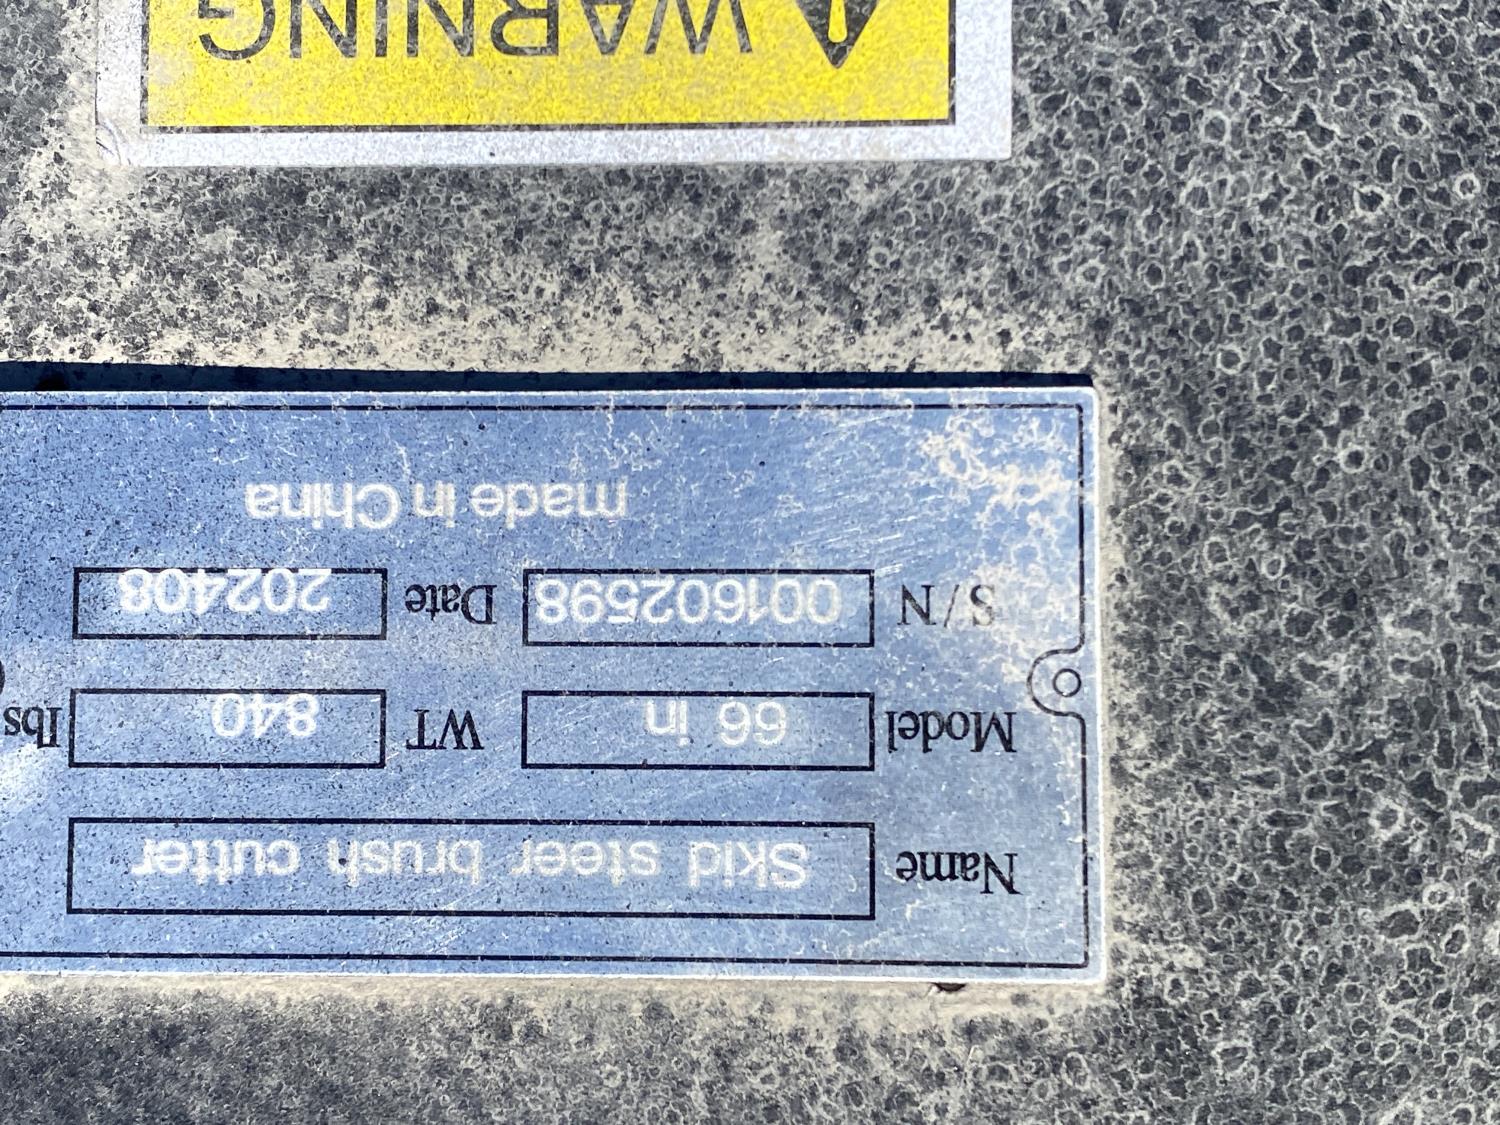 Name Skid steer brush cutter
Model 66 in WT 840 lbs
S/N 001602598 Date 202408
made in China
WARNING